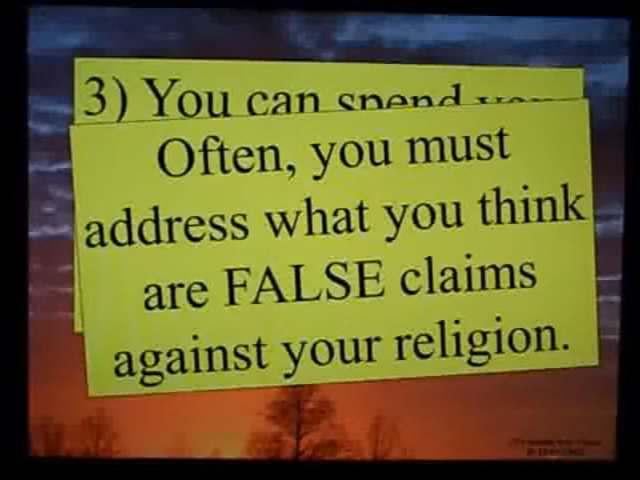 3) You can spend
Often, you must
address what you think
are FALSE claims
against your religion.